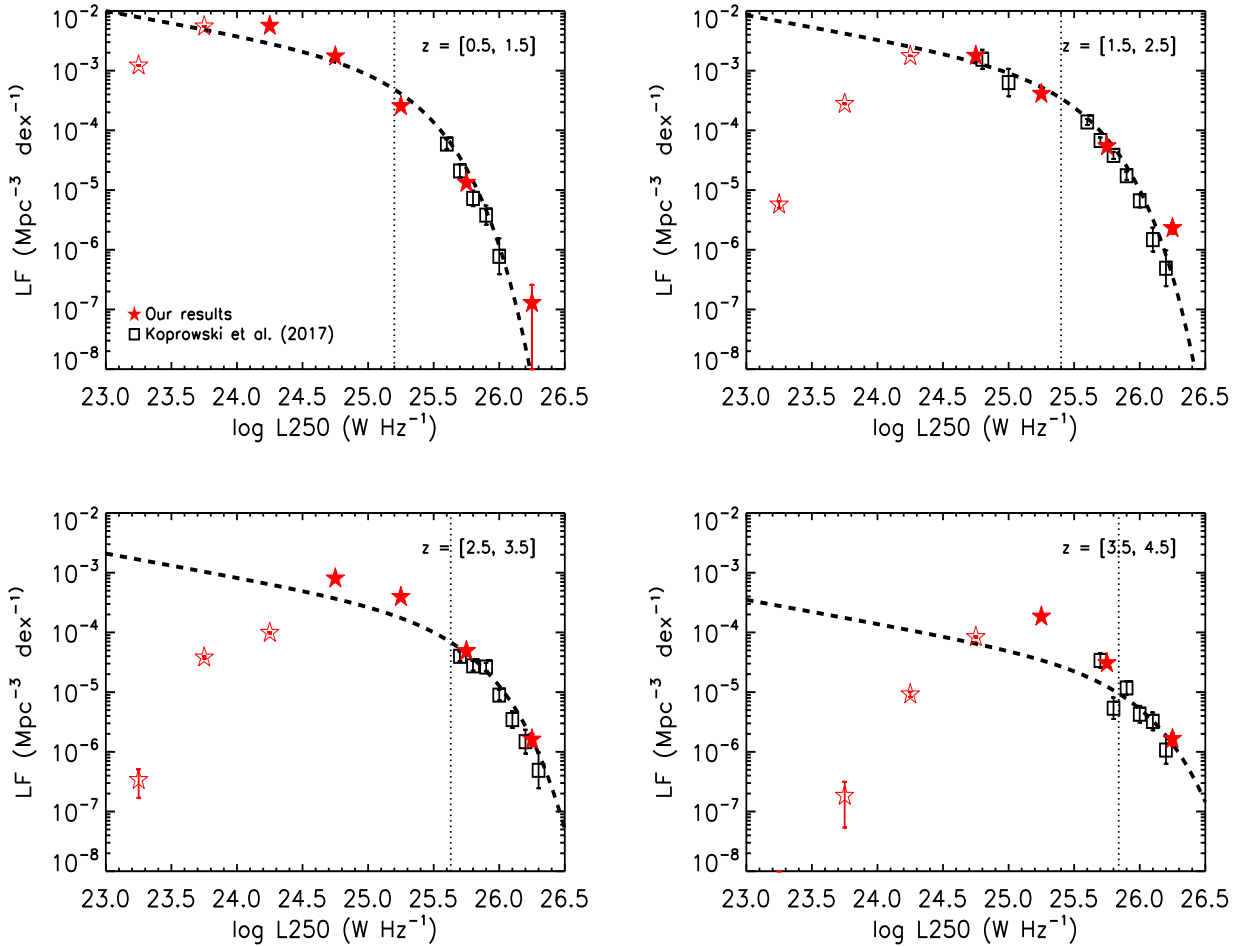 z = [0.5, 1.5]
LF (Mpc⁻³ dex⁻¹)
10⁻²
10⁻³
10⁻⁴
10⁻⁵
10⁻⁶
10⁻⁷
10⁻⁸
Our results
Koprowski et al. (2017)
23.0 23.5 24.0 24.5 25.0 25.5 26.0 26.5
log L250 (W Hz⁻¹)
z = [1.5, 2.5]
LF (Mpc⁻³ dex⁻¹)
10⁻²
10⁻³
10⁻⁴
10⁻⁵
10⁻⁶
10⁻⁷
10⁻⁸
23.0 23.5 24.0 24.5 25.0 25.5 26.0 26.5
log L250 (W Hz⁻¹)
z = [2.5, 3.5]
LF (Mpc⁻³ dex⁻¹)
10⁻²
10⁻³
10⁻⁴
10⁻⁵
10⁻⁶
10⁻⁷
10⁻⁸
23.0 23.5 24.0 24.5 25.0 25.5 26.0 26.5
log L250 (W Hz⁻¹)
z = [3.5, 4.5]
LF (Mpc⁻³ dex⁻¹)
10⁻²
10⁻³
10⁻⁴
10⁻⁵
10⁻⁶
10⁻⁷
10⁻⁸
23.0 23.5 24.0 24.5 25.0 25.5 26.0 26.5
log L250 (W Hz⁻¹)